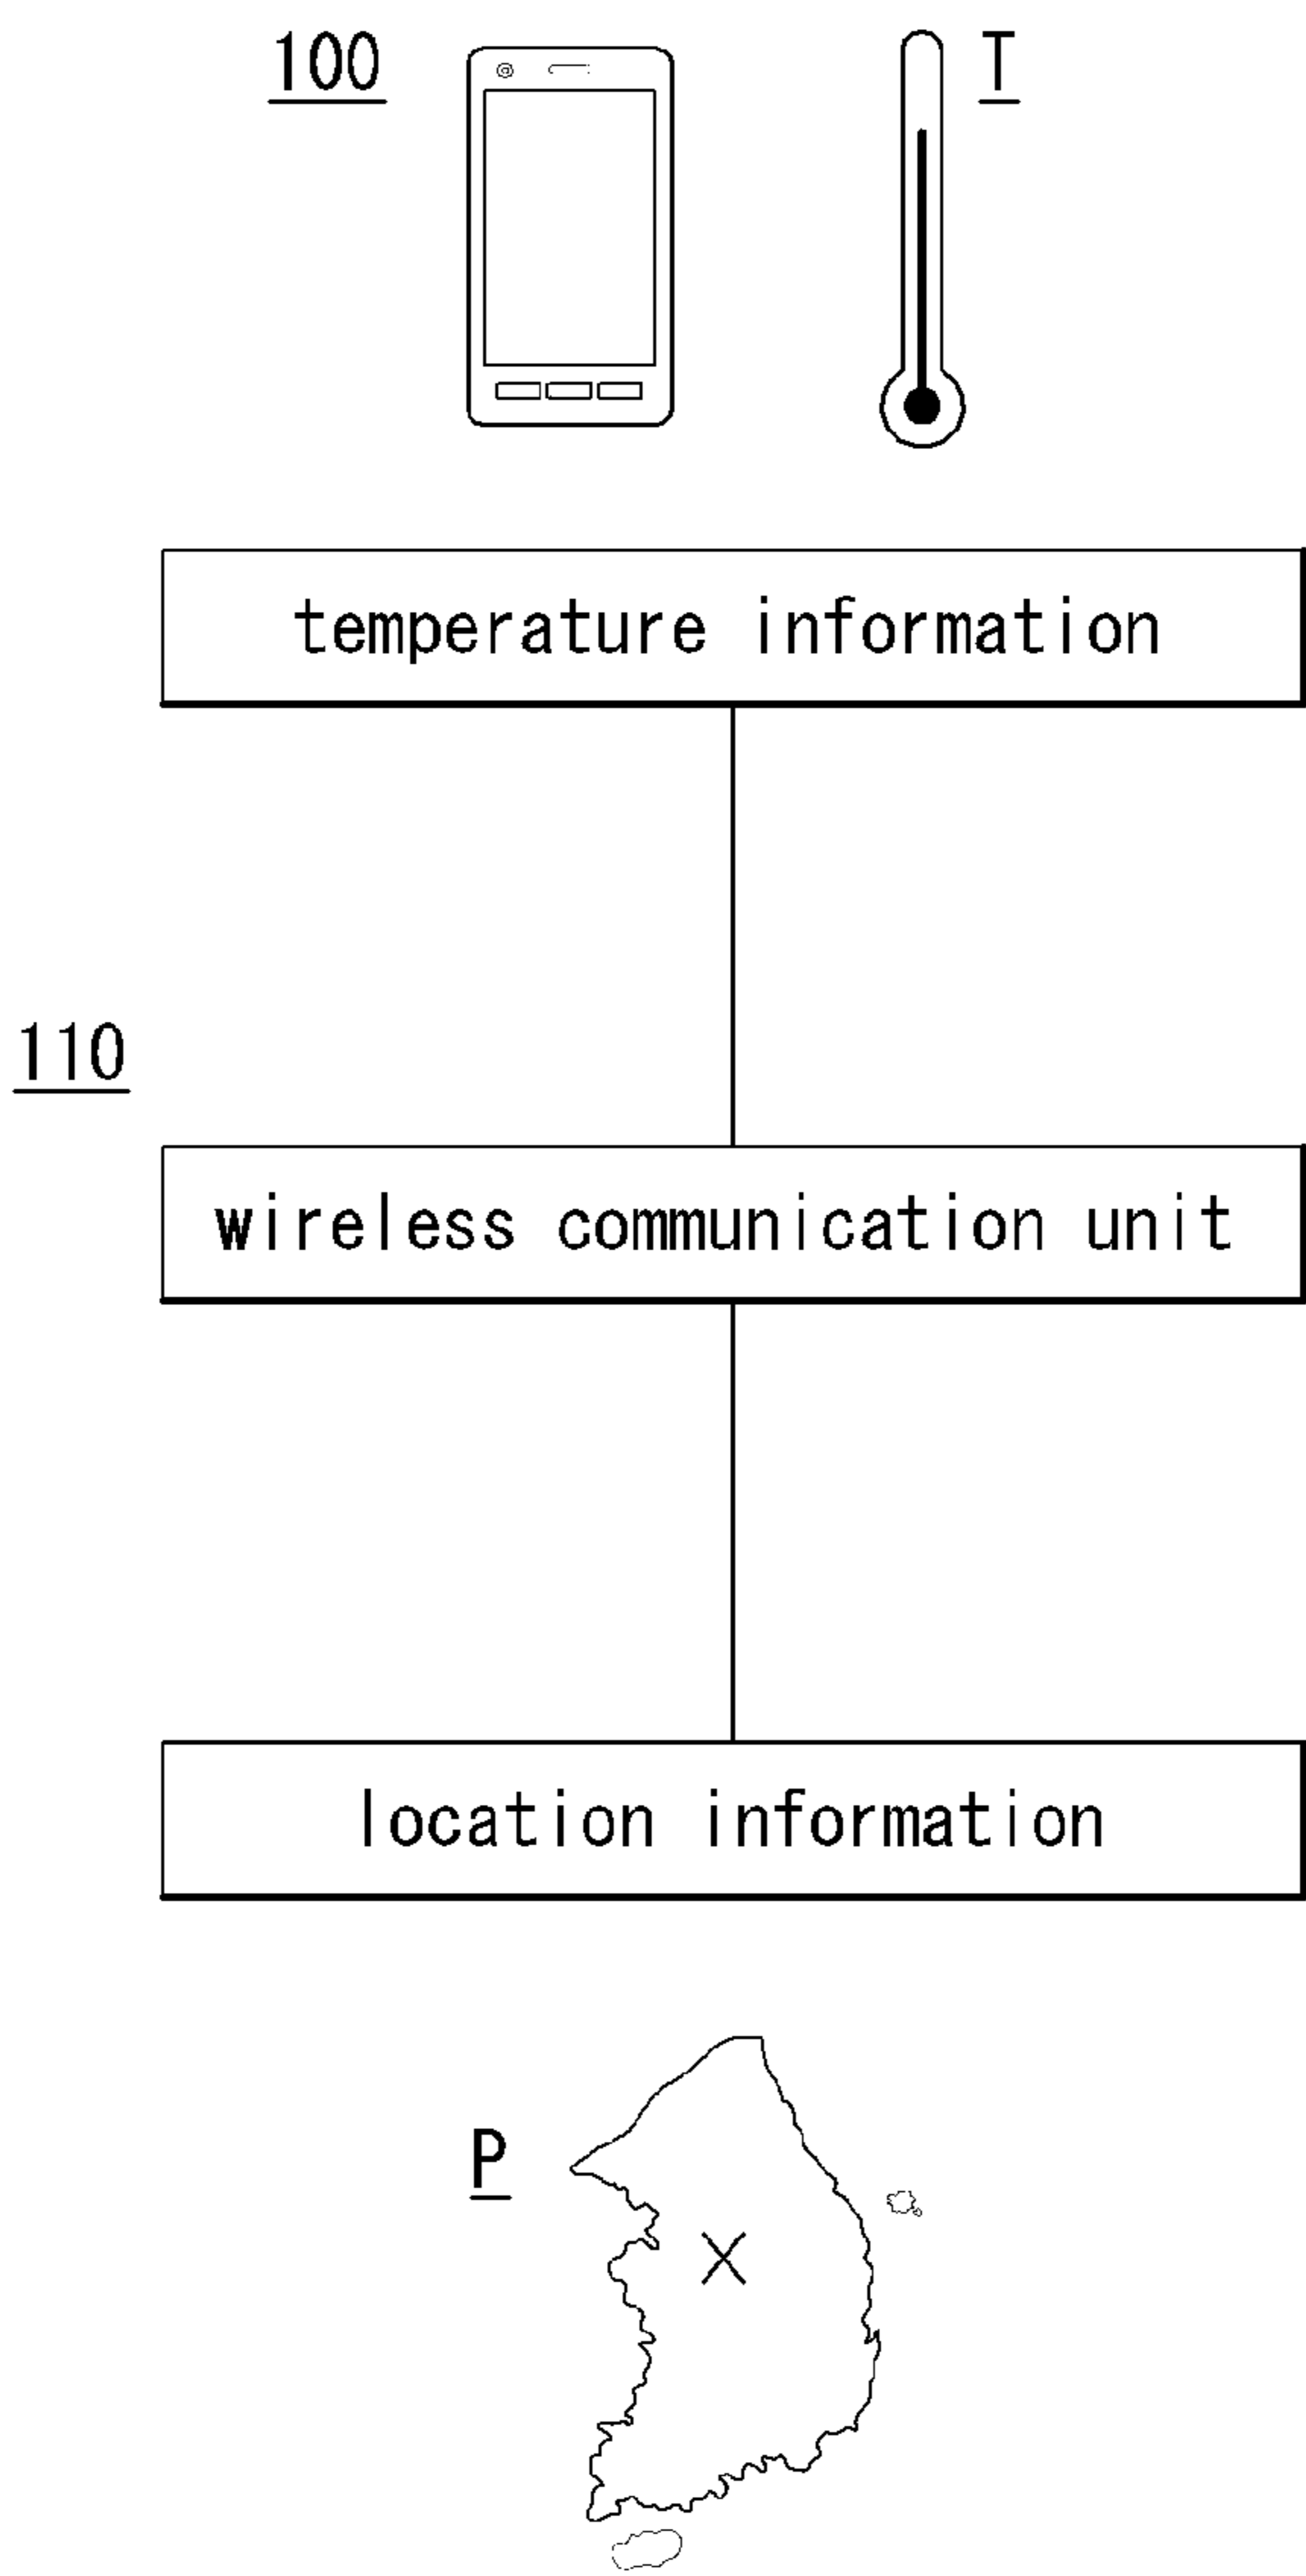 100 T
temperature information
110
wireless communication unit
location information
P